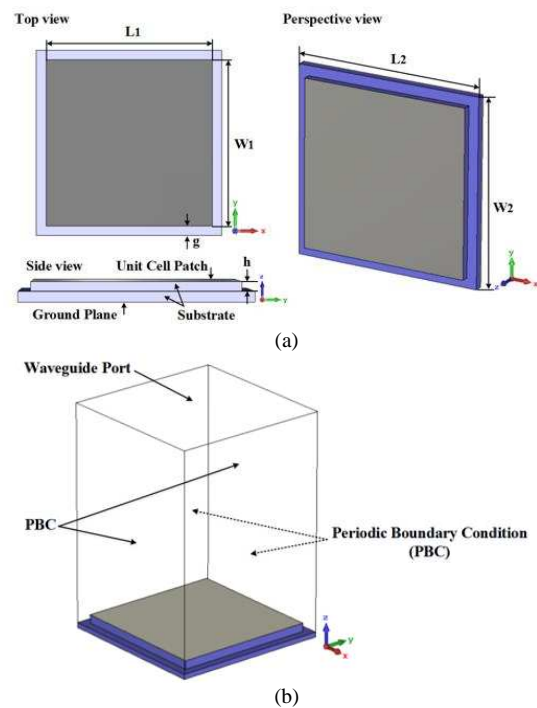 Top view
L1
W1
g
y
x
Perspective view
L2
W2
y
z
x
Side view
Unit Cell Patch
h
z
y
Ground Plane
Substrate
(a)
Waveguide Port
PBC
Periodic Boundary Condition
(PBC)
z
y
x
(b)